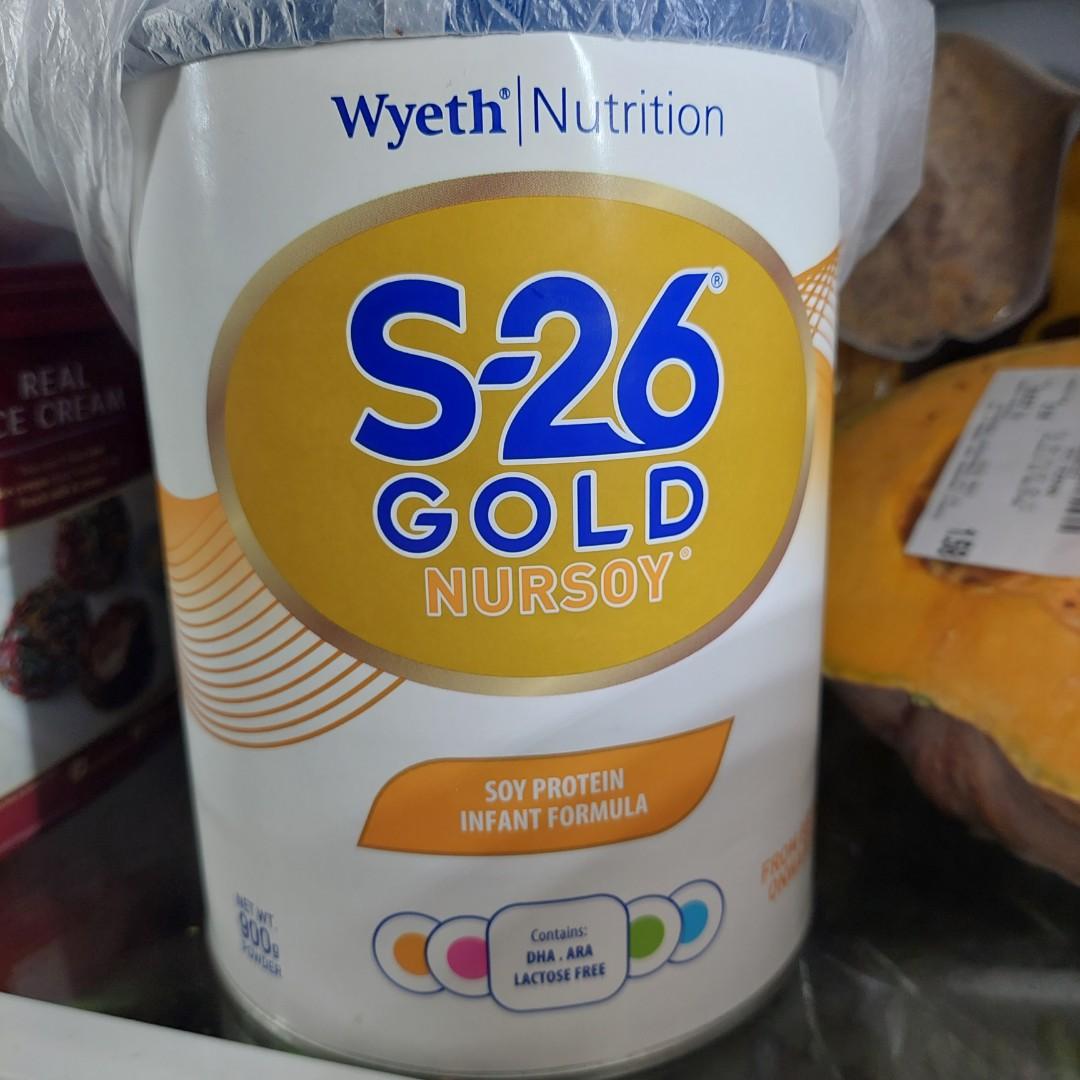 Wyeth® | Nutrition
S-26®
GOLD
NURSOY®
SOY PROTEIN
INFANT FORMULA
NET WT.
900g
POWDER
Contains:
DHA . ARA
LACTOSE FREE
REAL
CE CREAM